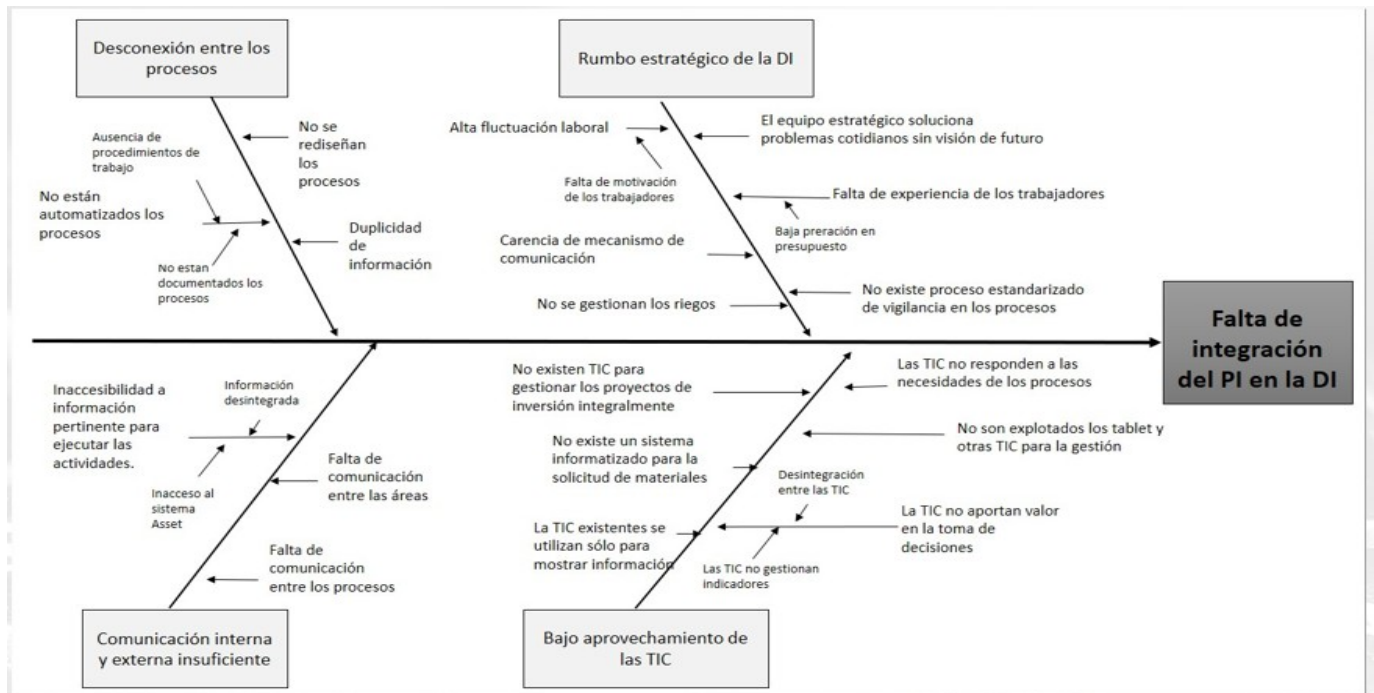 Desconexión entre los
procesos
Rumbo estratégico de la DI
Ausencia de
procedimientos de
trabajo
No se
rediseñan
los
procesos
No están
automatizados los
procesos
Duplicidad
de
información
No estan
documentados los
procesos
Alta fluctuación laboral
El equipo estratégico soluciona
problemas cotidianos sin visión de futuro
Falta de motivación
de los trabajadores
Falta de experiencia de los trabajadores
Baja preración en
presupuesto
Carencia de mecanismo de
comunicación
No se gestionan los riegos
No existe proceso estandarizado
de vigilancia en los procesos
Falta de
integración
del PI en la DI
Inaccesibilidad a
información
pertinente para
ejecutar las
actividades.
Información
desintegrada
Inacceso al
sistema
Asset
Falta de
comunicación
entre las áreas
Falta de
comunicación
entre los procesos
No existen TIC para
gestionar los proyectos de
inversión integralmente
Las TIC no responden a las
necesidades de los procesos
No existe un sistema
informatizado para la
solicitud de materiales
No son explotados los tablet y
otras TIC para la gestión
Desintegración
entre las TIC
La TIC existentes se
utilizan sólo para
mostrar información
La TIC no aportan valor
en la toma de
decisiones
Las TIC no gestionan
indicadores
Comunicación interna
y externa insuficiente
Bajo aprovechamiento de
las TIC